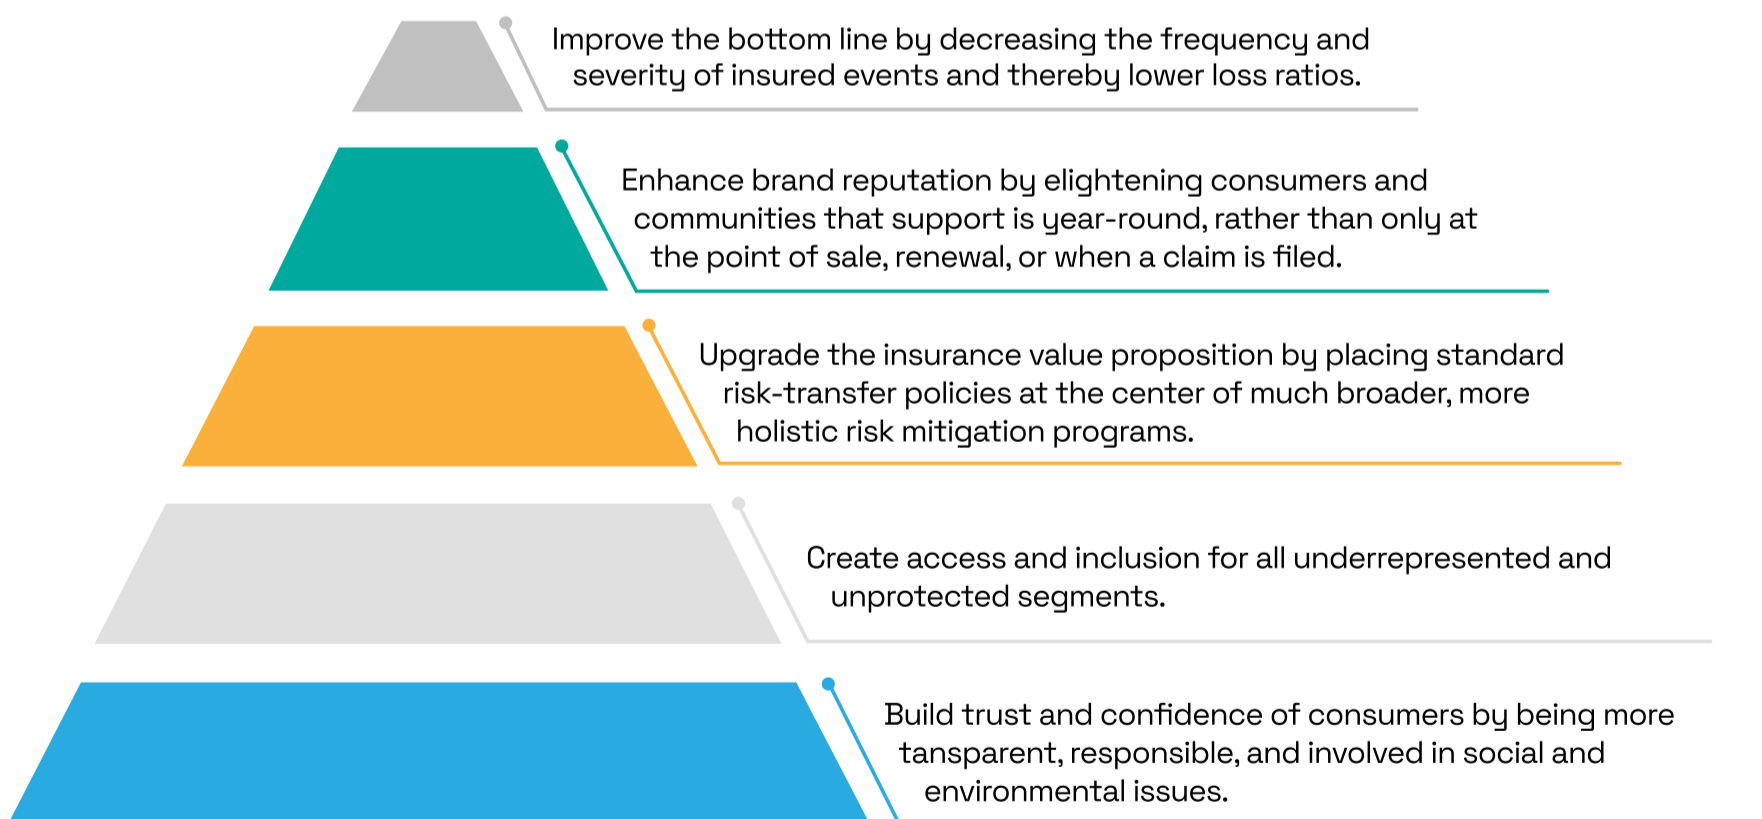 Improve the bottom line by decreasing the frequency and
severity of insured events and thereby lower loss ratios.
Enhance brand reputation by elightening consumers and
communities that support is year-round, rather than only at
the point of sale, renewal, or when a claim is filed.
Upgrade the insurance value proposition by placing standard
risk-transfer policies at the center of much broader, more
holistic risk mitigation programs.
Create access and inclusion for all underrepresented and
unprotected segments.
Build trust and confidence of consumers by being more
tansparent, responsible, and involved in social and
environmental issues.